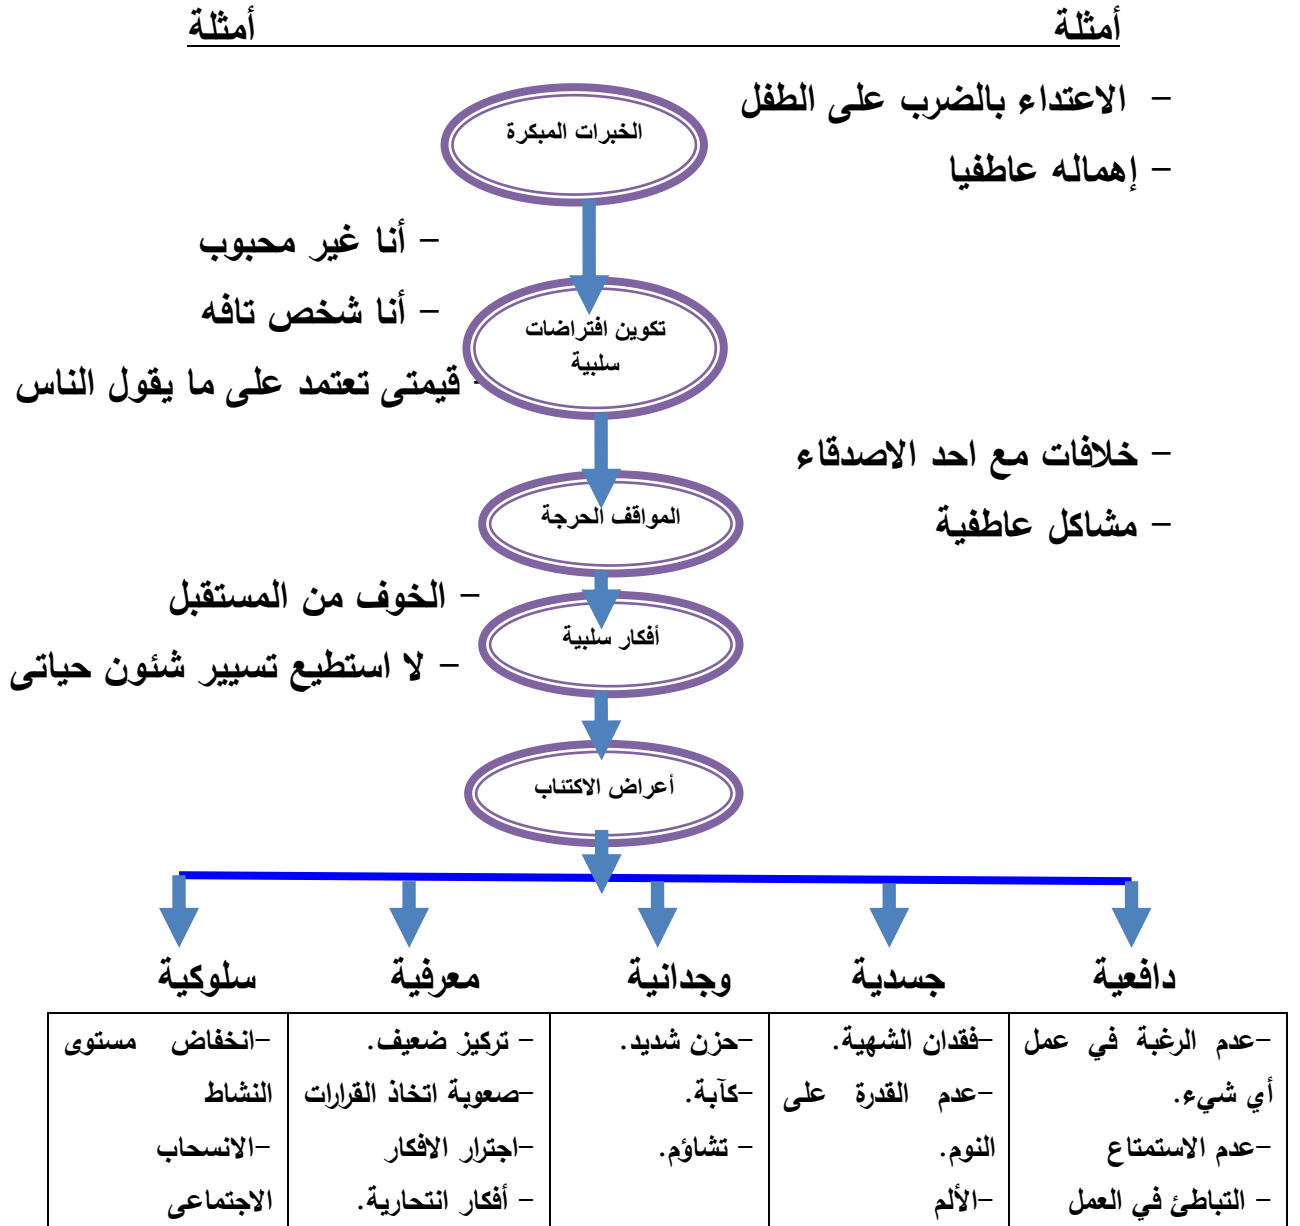 أمثلة
أمثلة
- الاعتداء بالضرب على الطفل
- إهماله عاطفيا
الخبرات المبكرة
- أنا غير محبوب
- أنا شخص تافه
- قيمتى تعتمد على ما يقول الناس
تكوين افتراضات
سلبية
- خلافات مع احد الاصدقاء
- مشاكل عاطفية
المواقف الحرجة
- الخوف من المستقبل
- لا استطيع تسيير شئون حياتى
أفكار سلبية
أعراض الاكتئاب
دافعية
جسدية
وجدانية
معرفية
سلوكية
-عدم الرغبة في عمل
أي شيء.
-عدم الاستمتاع
- التباطئ في العمل
-فقدان الشهية.
-عدم القدرة على
النوم.
-الألم
-حزن شديد.
-كآبة.
- تشاؤم.
- تركيز ضعيف.
-صعوبة اتخاذ القرارات
-اجترار الافكار
- أفكار انتحارية.
-انخفاض مستوى
النشاط
-الانسحاب
الاجتماعى